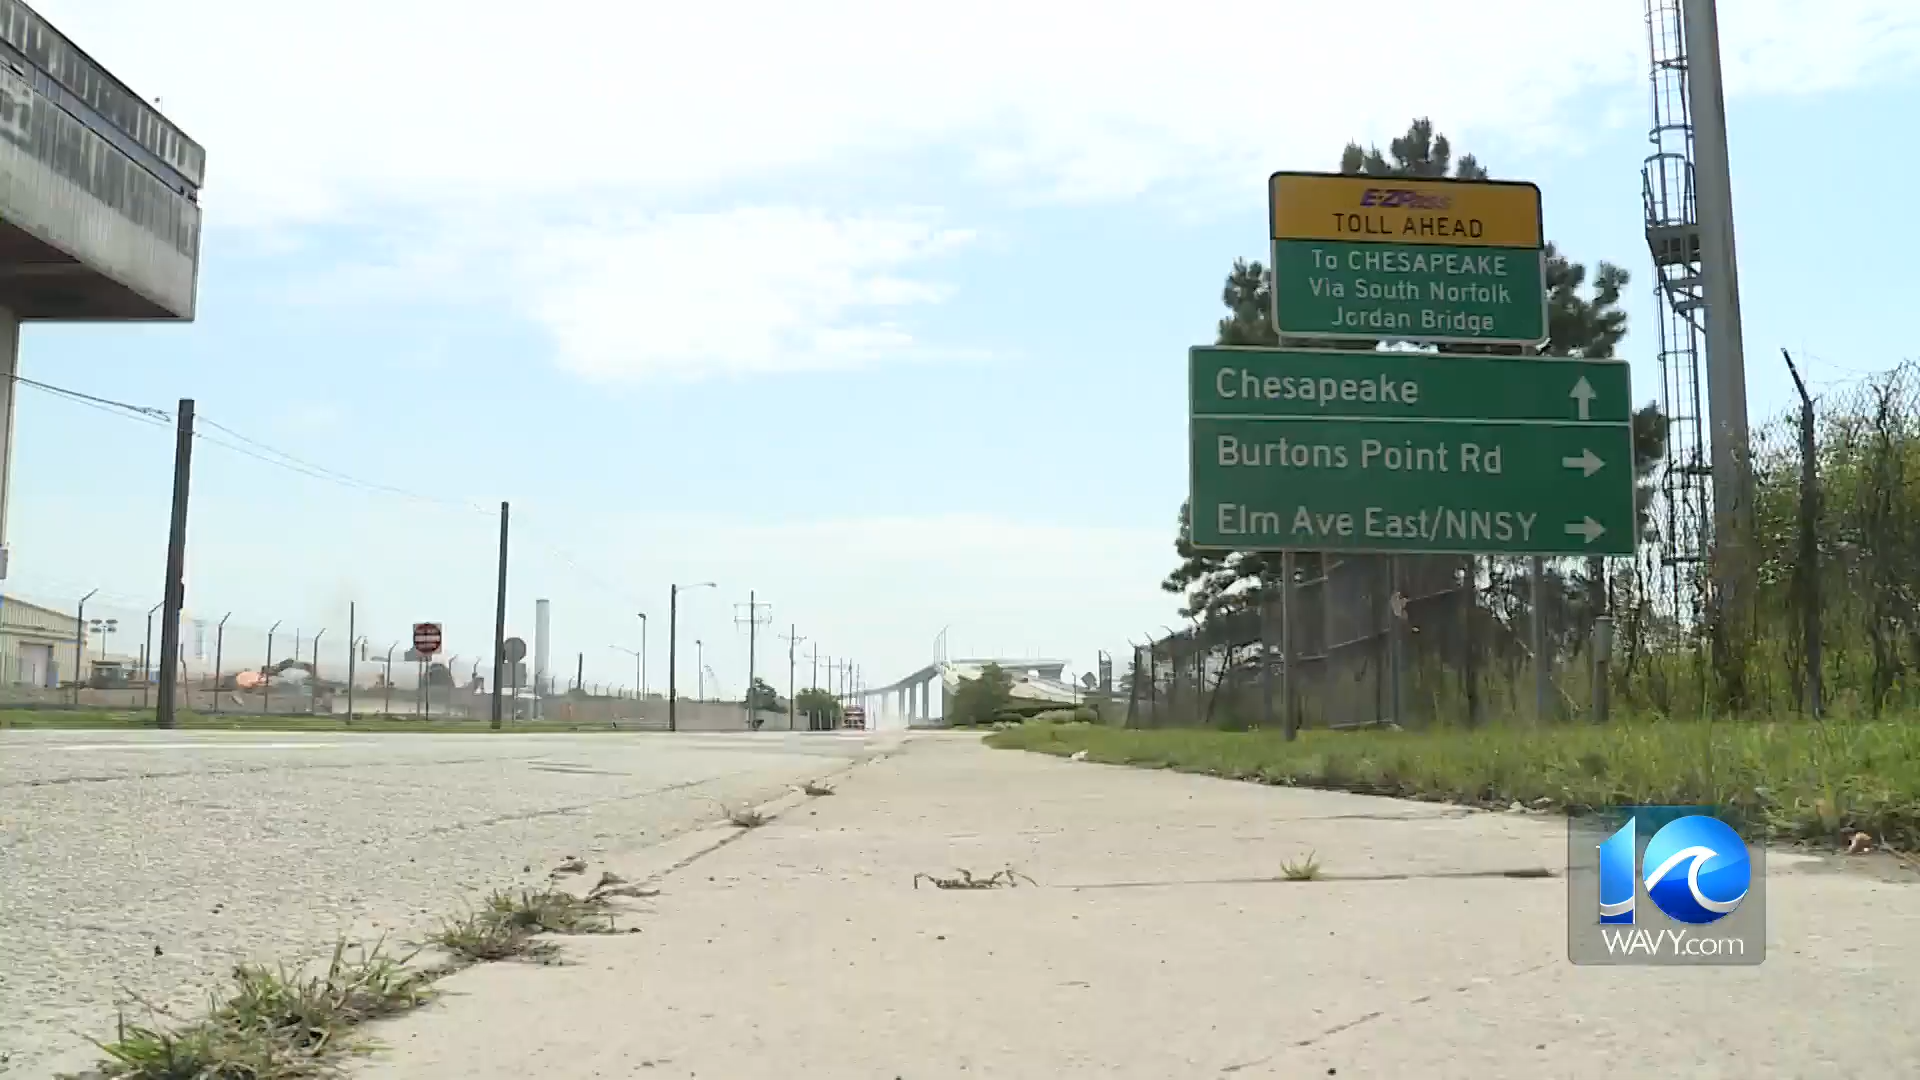 E-ZPass
TOLL AHEAD
To CHESAPEAKE
Via South Norfolk
Jordan Bridge
Chesapeake
Burtons Point Rd
Elm Ave East/NNSY
10
WAVY.com